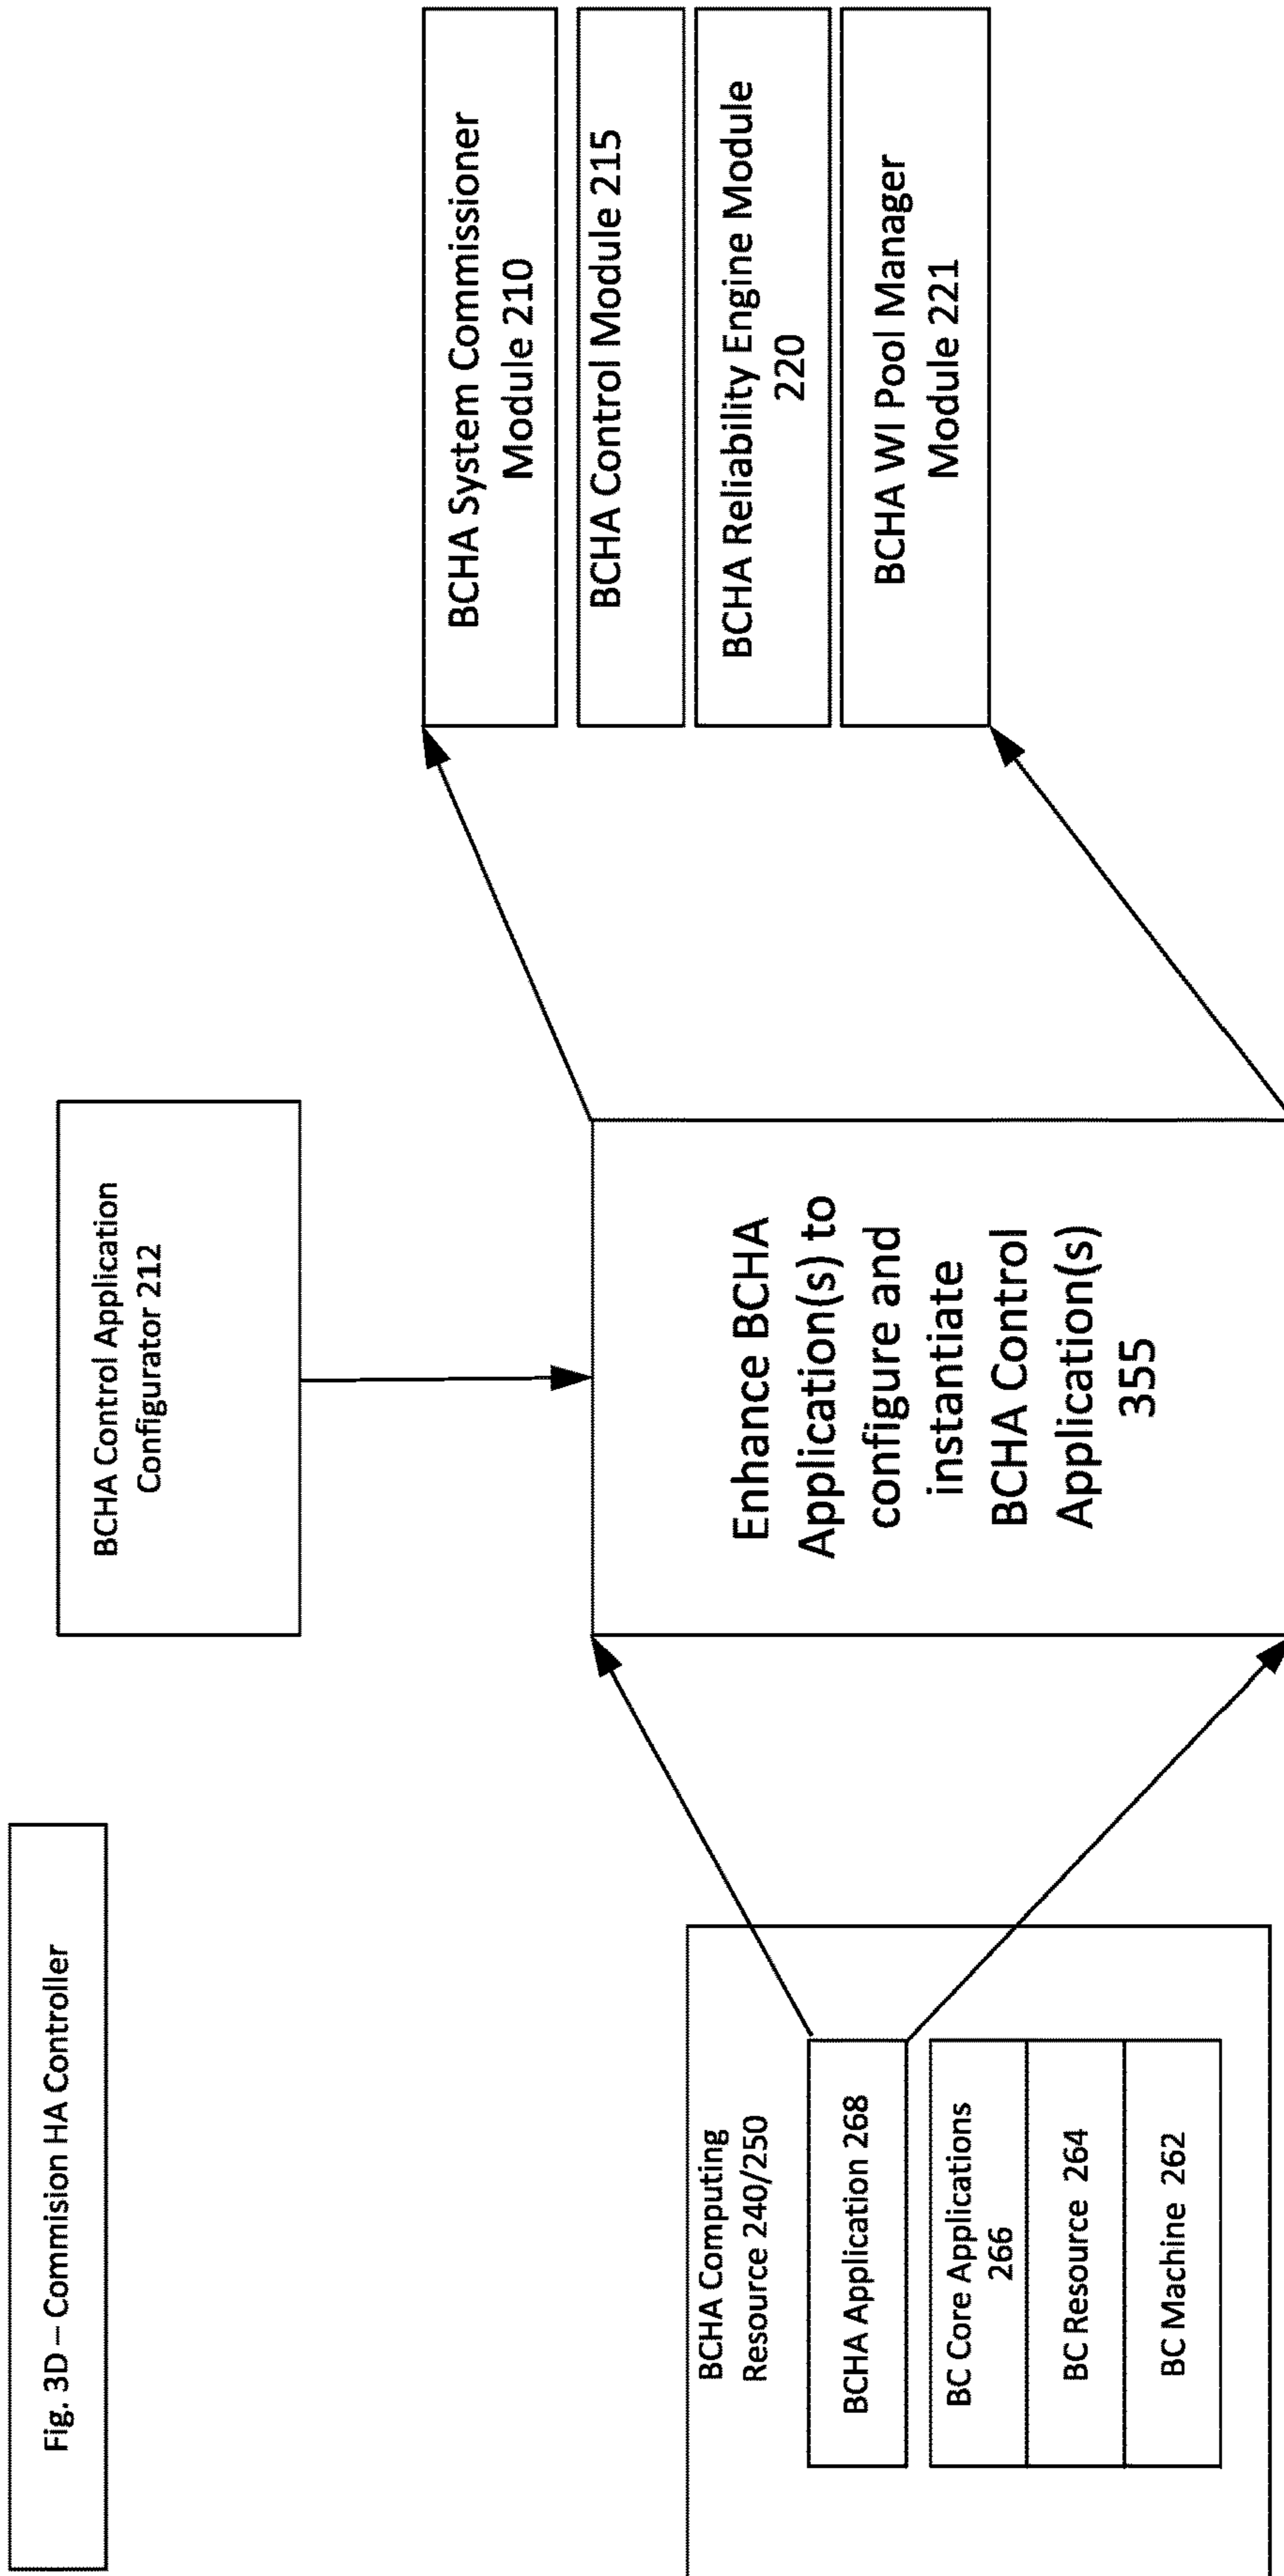 Fig. 3D – Commision HA Controller
BCHA Control Application
Configurator 212
BCHA Computing
Resource 240/250
BCHA Application 268
BC Core Applications
266
BC Resource 264
BC Machine 262
Enhance BCHA
Application(s) to
configure and
instantiate
BCHA Control
Application(s)
355
BCHA System Commissioner
Module 210
BCHA Control Module 215
BCHA Reliability Engine Module
220
BCHA WI Pool Manager
Module 221